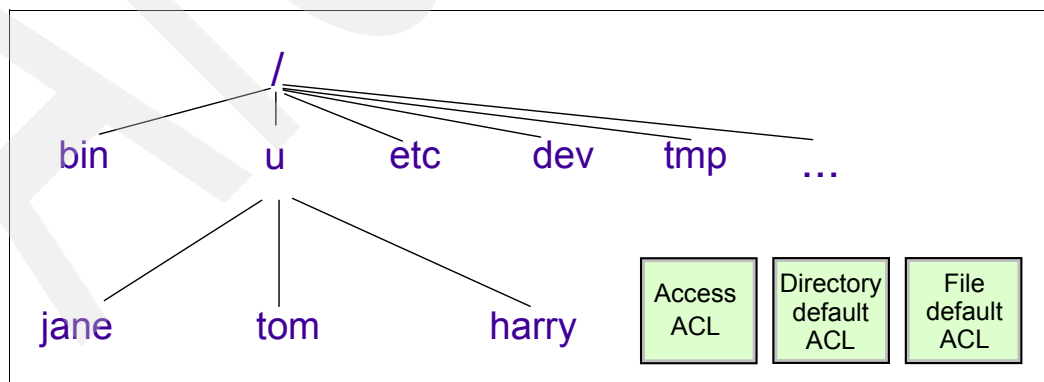 /
bin u etc dev tmp ...
jane tom harry
Access
ACL
Directory
default
ACL
File
default
ACL